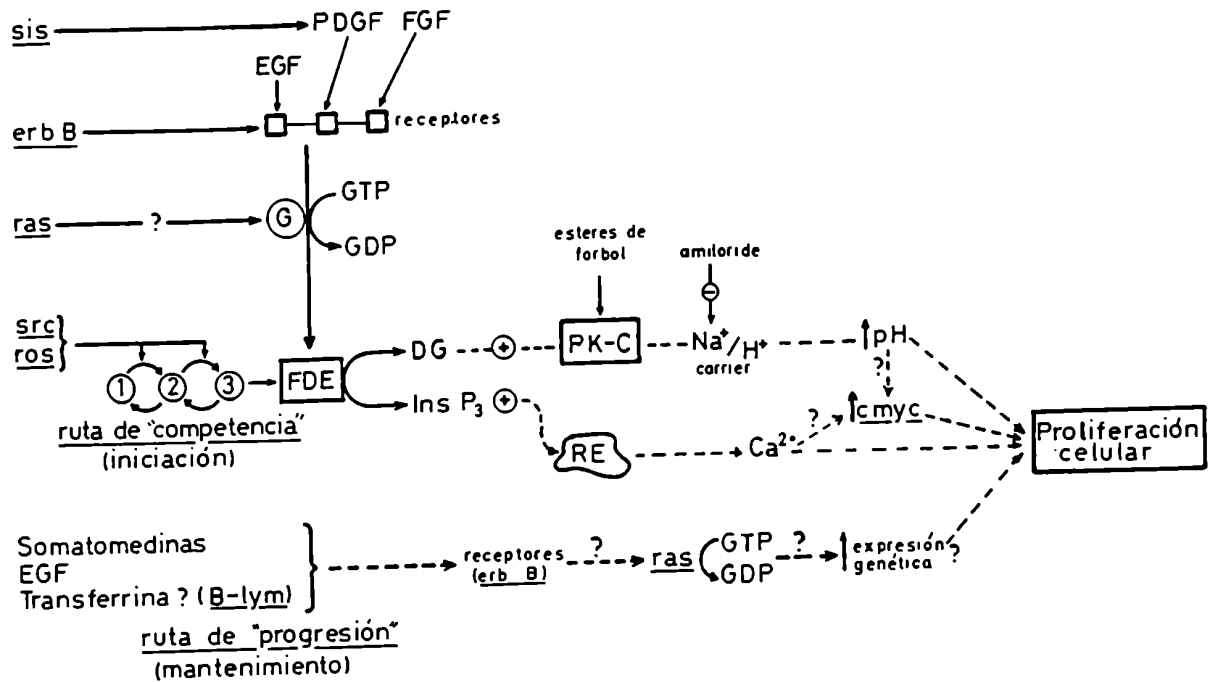 sis PDGF FGF
EGF
erb B receptores
ras ? G GTP
GDP
esteres de
forbol
amiloride
src
ros
1 2 3 FDE DG + PK-C Na⁺/H⁺
carrier
↑pH
?
Ins P₃ +
RE Ca²⁺ ? ↑c myc
Proliferación
celular
ruta de "competencia"
(iniciación)
Somatomedinas
EGF
Transferrina ? (B-lym)
receptores
(erb B)
? ras GTP
GDP
? ↑expresión
genética ?
ruta de "progresión"
(mantenimiento)